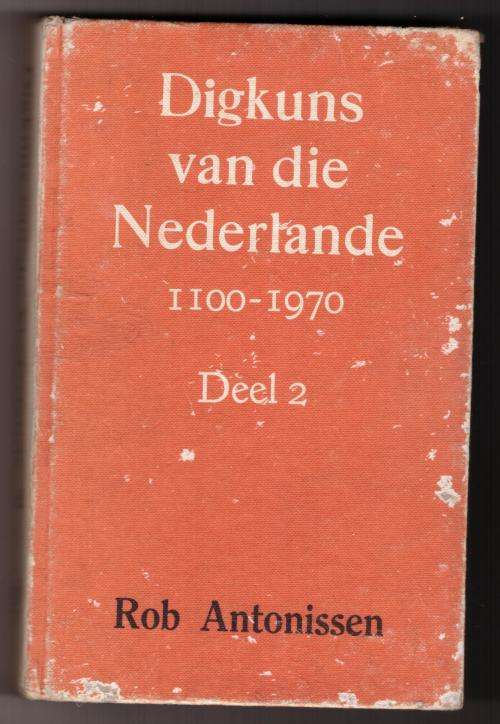 Digkuns
van die
Nederlande
1100-1970
Deel 2
Rob Antonissen